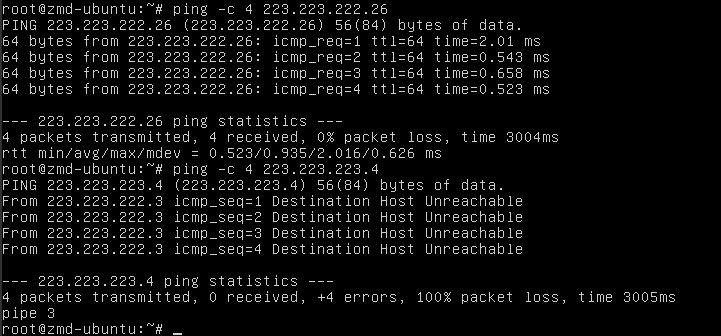 root@zmd-ubuntu:~# ping -c 4 223.223.222.26
PING 223.223.222.26 (223.223.222.26) 56(84) bytes of data.
64 bytes from 223.223.222.26: icmp_req=1 ttl=64 time=2.01 ms
64 bytes from 223.223.222.26: icmp_req=2 ttl=64 time=0.543 ms
64 bytes from 223.223.222.26: icmp_req=3 ttl=64 time=0.658 ms
64 bytes from 223.223.222.26: icmp_req=4 ttl=64 time=0.523 ms
--- 223.223.222.26 ping statistics ---
4 packets transmitted, 4 received, 0% packet loss, time 3004ms
rtt min/avg/max/mdev = 0.523/0.935/2.016/0.626 ms
root@zmd-ubuntu:~# ping -c 4 223.223.223.4
PING 223.223.223.4 (223.223.223.4) 56(84) bytes of data.
From 223.223.222.3 icmp_seq=1 Destination Host Unreachable
From 223.223.222.3 icmp_seq=2 Destination Host Unreachable
From 223.223.222.3 icmp_seq=3 Destination Host Unreachable
From 223.223.222.3 icmp_seq=4 Destination Host Unreachable
--- 223.223.223.4 ping statistics ---
4 packets transmitted, 0 received, +4 errors, 100% packet loss, time 3005ms
pipe 3
root@zmd-ubuntu:~# _